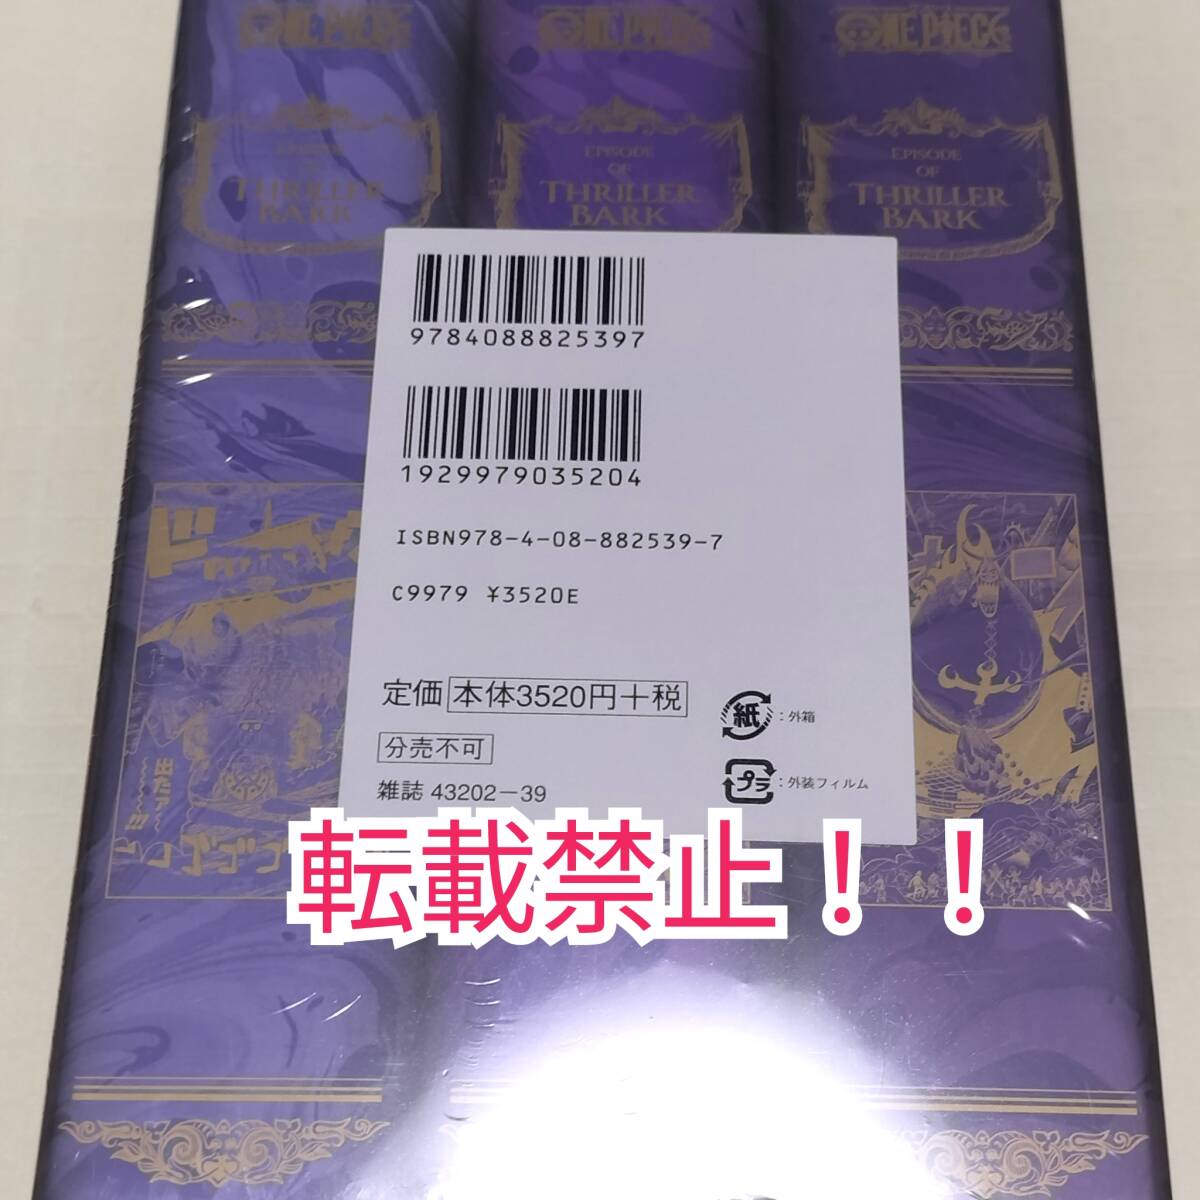 ONE PIECE
ONE PIECE
ONE PIECE
EPISODE
OF
THRILLER
BARK
EPISODE
OF
THRILLER
BARK
EPISODE
OF
THRILLER
BARK
9784088825397
1929979035204
ISBN978-4-08-882539-7
C9979 ¥3520E
定価 本体3520円+税
分売不可
雑誌 43202-39
紙：外箱
プラ：外装フィルム
転載禁止！！